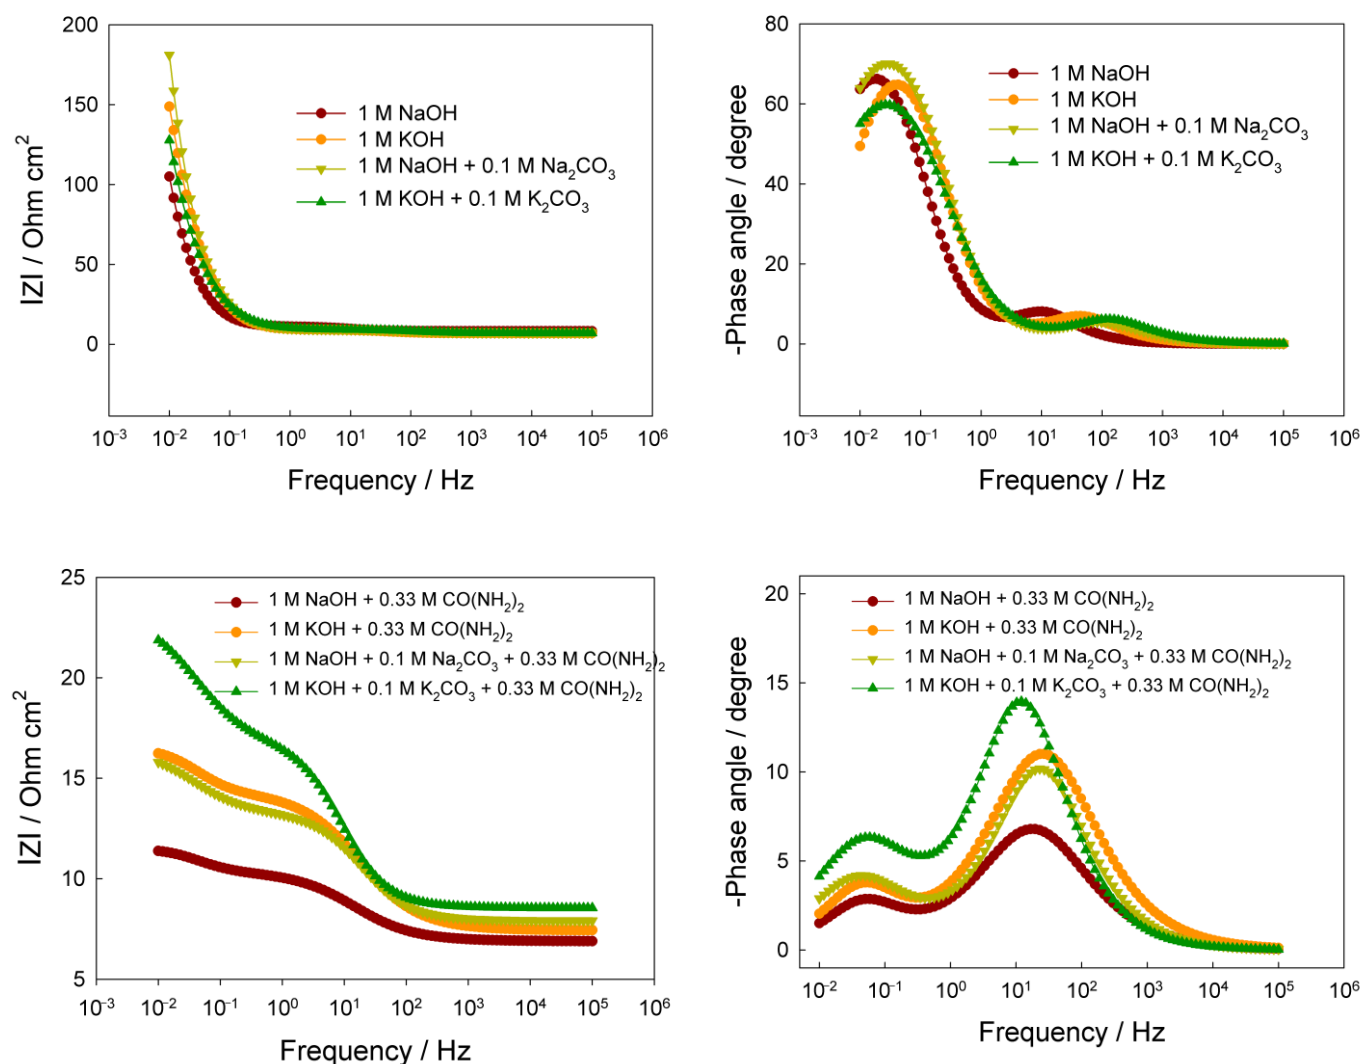 200
150
100
50
0
IZI / Ohm cm²
1 M NaOH
1 M KOH
1 M NaOH + 0.1 M Na₂CO₃
1 M KOH + 0.1 M K₂CO₃
10⁻³ 10⁻² 10⁻¹ 10⁰ 10¹ 10² 10³ 10⁴ 10⁵ 10⁶
Frequency / Hz
80
60
40
20
0
-Phase angle / degree
1 M NaOH
1 M KOH
1 M NaOH + 0.1 M Na₂CO₃
1 M KOH + 0.1 M K₂CO₃
10⁻³ 10⁻² 10⁻¹ 10⁰ 10¹ 10² 10³ 10⁴ 10⁵ 10⁶
Frequency / Hz
25
20
15
10
5
IZI / Ohm cm²
1 M NaOH + 0.33 M CO(NH₂)₂
1 M KOH + 0.33 M CO(NH₂)₂
1 M NaOH + 0.1 M Na₂CO₃ + 0.33 M CO(NH₂)₂
1 M KOH + 0.1 M K₂CO₃ + 0.33 M CO(NH₂)₂
10⁻³ 10⁻² 10⁻¹ 10⁰ 10¹ 10² 10³ 10⁴ 10⁵ 10⁶
Frequency / Hz
20
15
10
5
0
-Phase angle / degree
1 M NaOH + 0.33 M CO(NH₂)₂
1 M KOH + 0.33 M CO(NH₂)₂
1 M NaOH + 0.1 M Na₂CO₃ + 0.33 M CO(NH₂)₂
1 M KOH + 0.1 M K₂CO₃ + 0.33 M CO(NH₂)₂
10⁻² 10⁻¹ 10⁰ 10¹ 10² 10³ 10⁴ 10⁵ 10⁶
Frequency / Hz